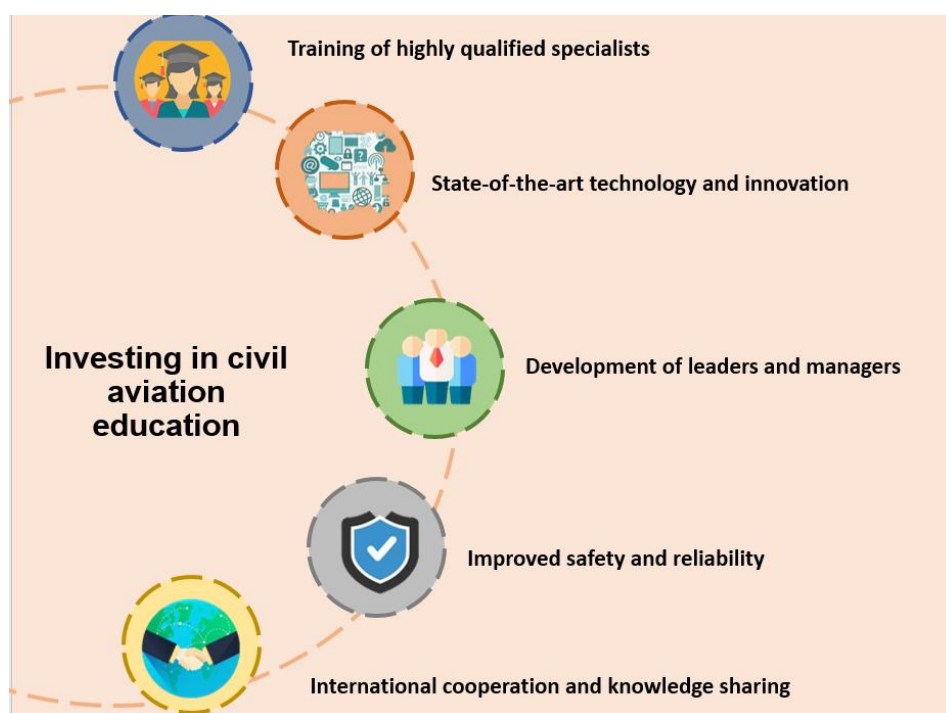 Training of highly qualified specialists
State-of-the-art technology and innovation
Investing in civil
aviation
education
Development of leaders and managers
Improved safety and reliability
International cooperation and knowledge sharing